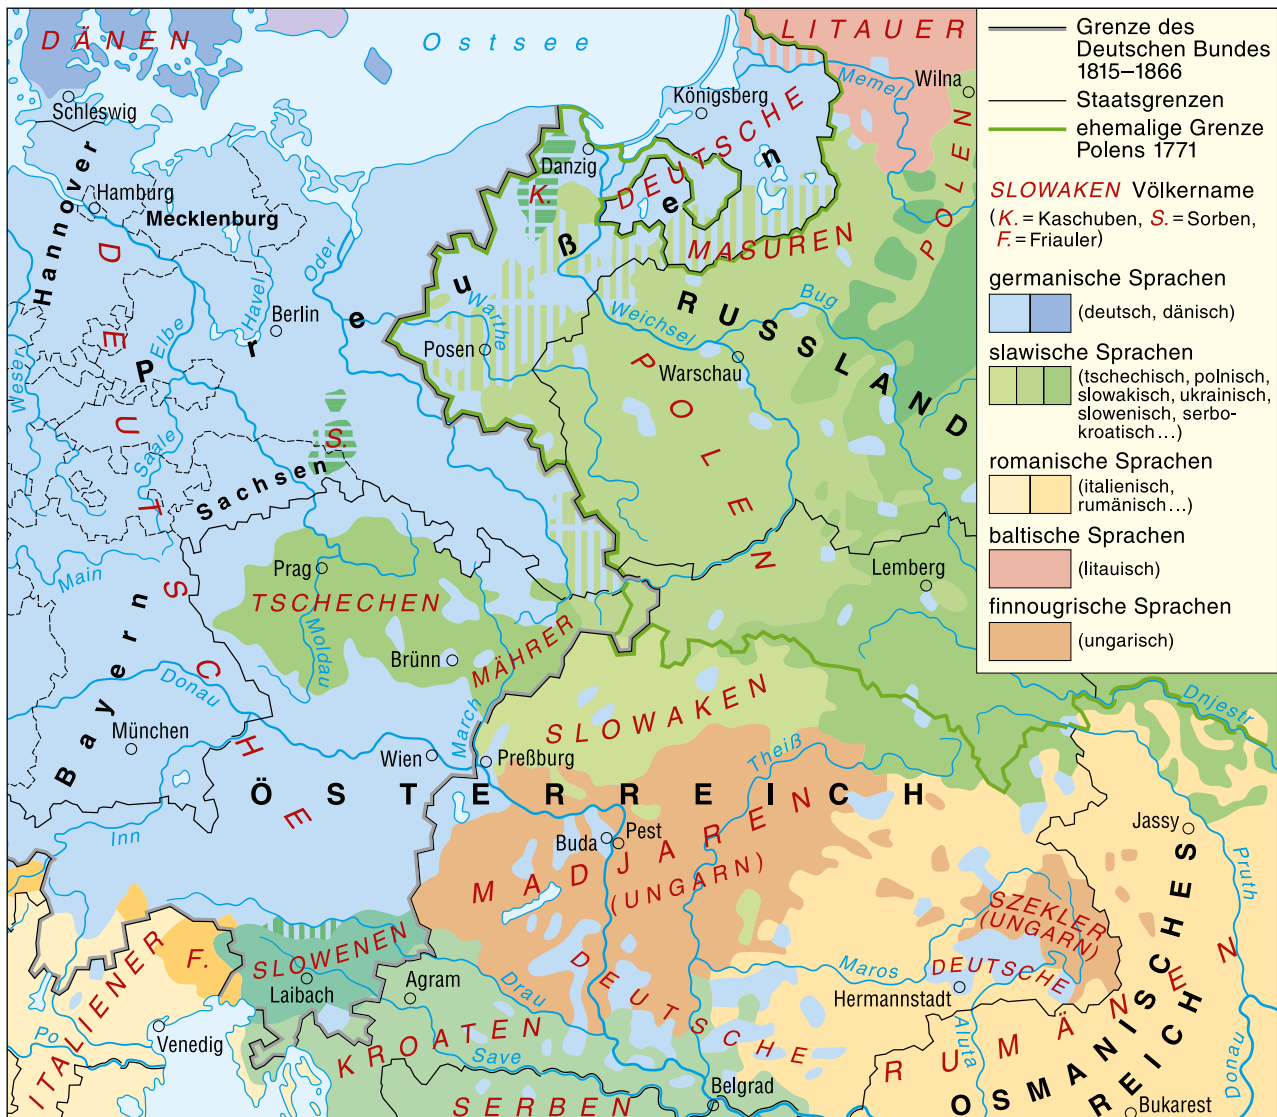 DÄNEN
Ostsee
LITAUER
Schleswig
Königsberg
Memel
Wilna
Danzig
DEUTSCHE
POLEN
K.
Hamburg
Mecklenburg
Hannover
MASUREN
Oder
Havel
Berlin
Elbe
Weser
Preußen
Warthe
Posen
Weichsel
Bug
RUSSLAND
Warschau
POLEN
DEUTSCHE
Saale
S.
Sachsen
Main
Prag
TSCHECHEN
Moldau
Brünn
MÄHRER
Lemberg
Bayern
Donau
München
March
SLOWAKEN
Theiß
Dnjestr
Wien
Preßburg
ÖSTERREICH
Inn
Buda
Pest
MADJAREN
(UNGARN)
Jassy
Pruth
SZEKLER
(UNGARN)
ITALIENER
F.
SLOWENEN
Laibach
Agram
Drau
DEUTSCHE
Maros
DEUTSCHE
Hermannstadt
Po
Venedig
KROATEN
Save
Aluta
RUMÄNEN
OSMANISCHES
REICH
Donau
SERBEN
Belgrad
Bukarest
Grenze des
Deutschen Bundes
1815–1866
Staatsgrenzen
ehemalige Grenze
Polens 1771
SLOWAKEN Völkername
(K. = Kaschuben, S. = Sorben,
F. = Friauler)
germanische Sprachen
(deutsch, dänisch)
slawische Sprachen
(tschechisch, polnisch,
slowakisch, ukrainisch,
slowenisch, serbo-
kroatisch...)
romanische Sprachen
(italienisch,
rumänisch...)
baltische Sprachen
(litauisch)
finnougrische Sprachen
(ungarisch)